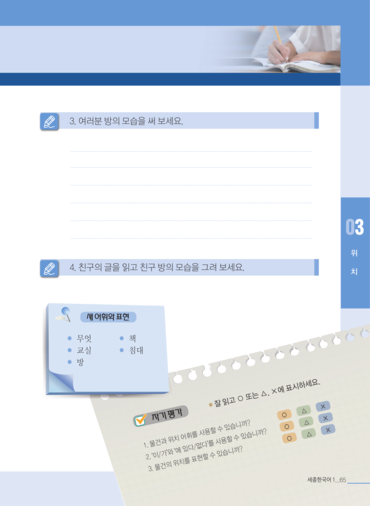 3. 여러분 방의 모습을 써 보세요.
03
위
치
4. 친구의 글을 읽고 친구 방의 모습을 그려 보세요.
새 어휘와 표현
무엇
책
교실
침대
방
자기 평가
잘 읽고 ○ 또는 △, ×에 표시하세요.
1. 물건과 위치 어휘를 사용할 수 있습니까? ○ △ ×
2. '이/가'와 '에 있다/없다'를 사용할 수 있습니까? ○ △ ×
3. 물건의 위치를 표현할 수 있습니까? ○ △ ×
세종한국어 1_65